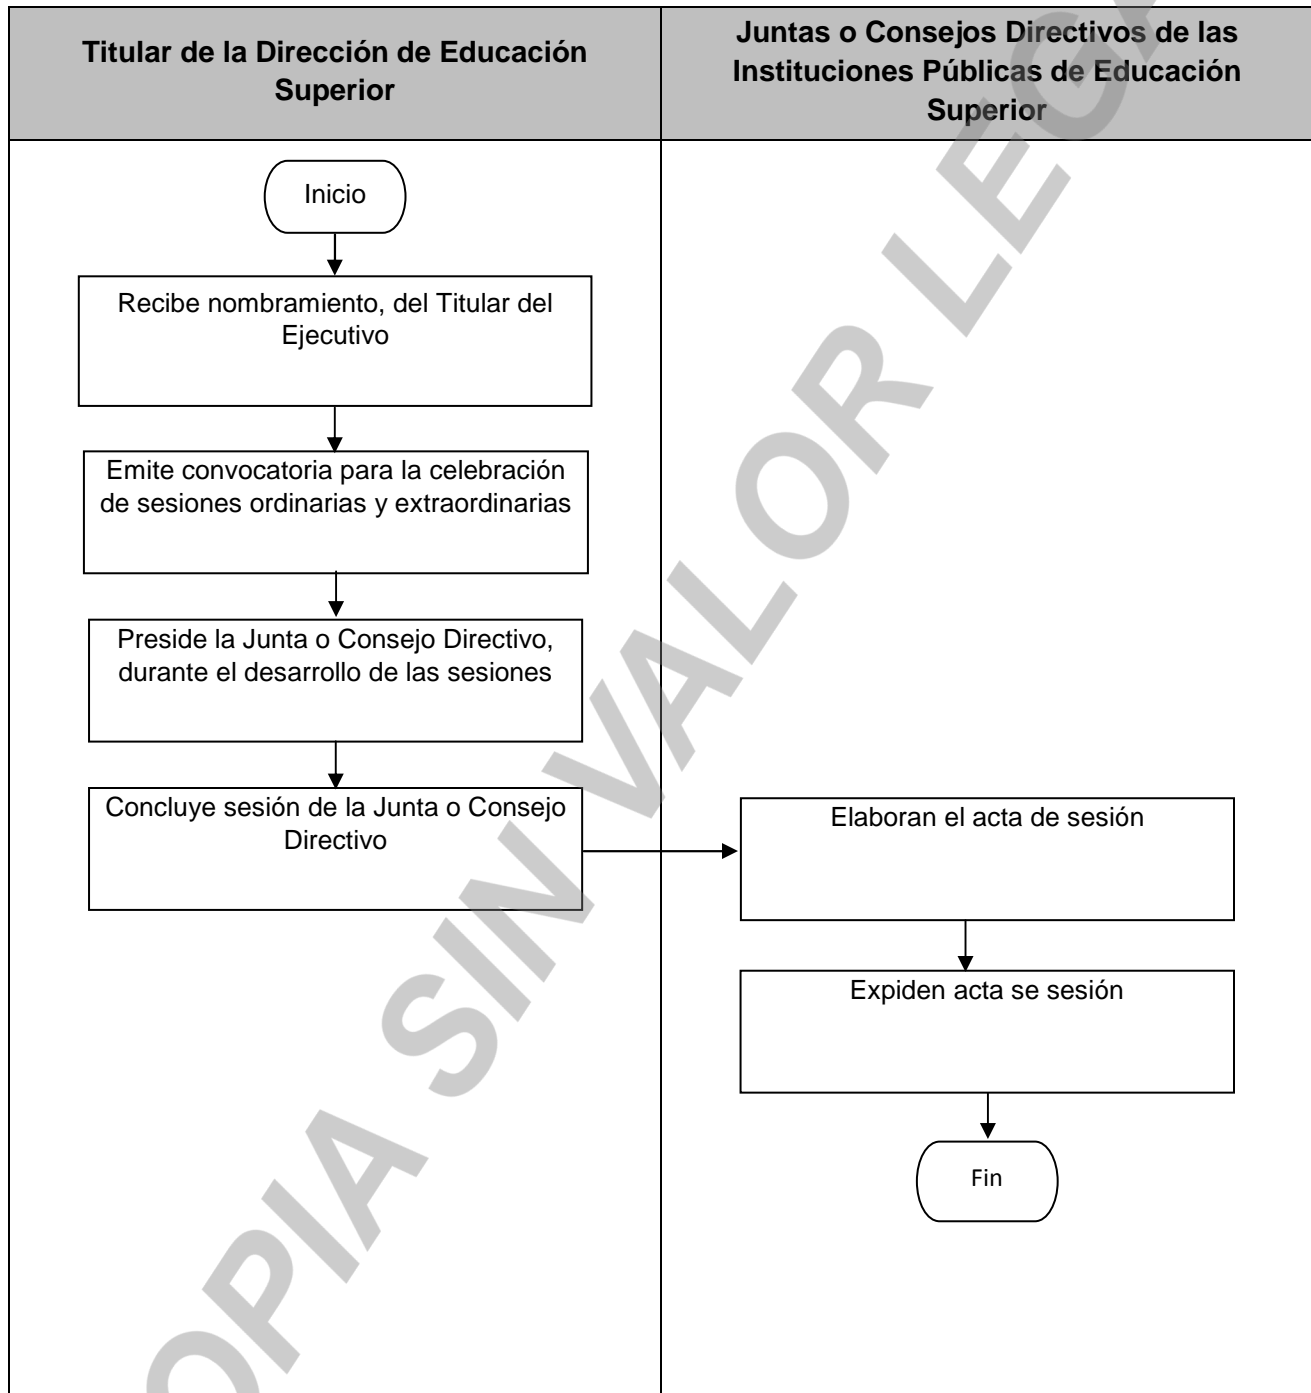 Titular de la Dirección de Educación
Superior
Juntas o Consejos Directivos de las
Instituciones Públicas de Educación
Superior
Inicio
Recibe nombramiento, del Titular del
Ejecutivo
Emite convocatoria para la celebración
de sesiones ordinarias y extraordinarias
Preside la Junta o Consejo Directivo,
durante el desarrollo de las sesiones
Concluye sesión de la Junta o Consejo
Directivo
Elaboran el acta de sesión
Expiden acta se sesión
Fin
OPIA SIN VALOR LEGA